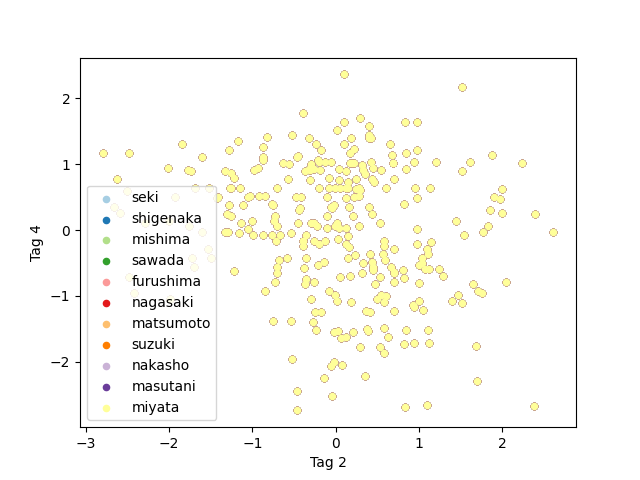 2
1
0
−1
−2
Tag 4
seki
shigenaka
mishima
sawada
furushima
nagasaki
matsumoto
suzuki
nakasho
masutani
miyata
−3 −2 −1 0 1 2
Tag 2